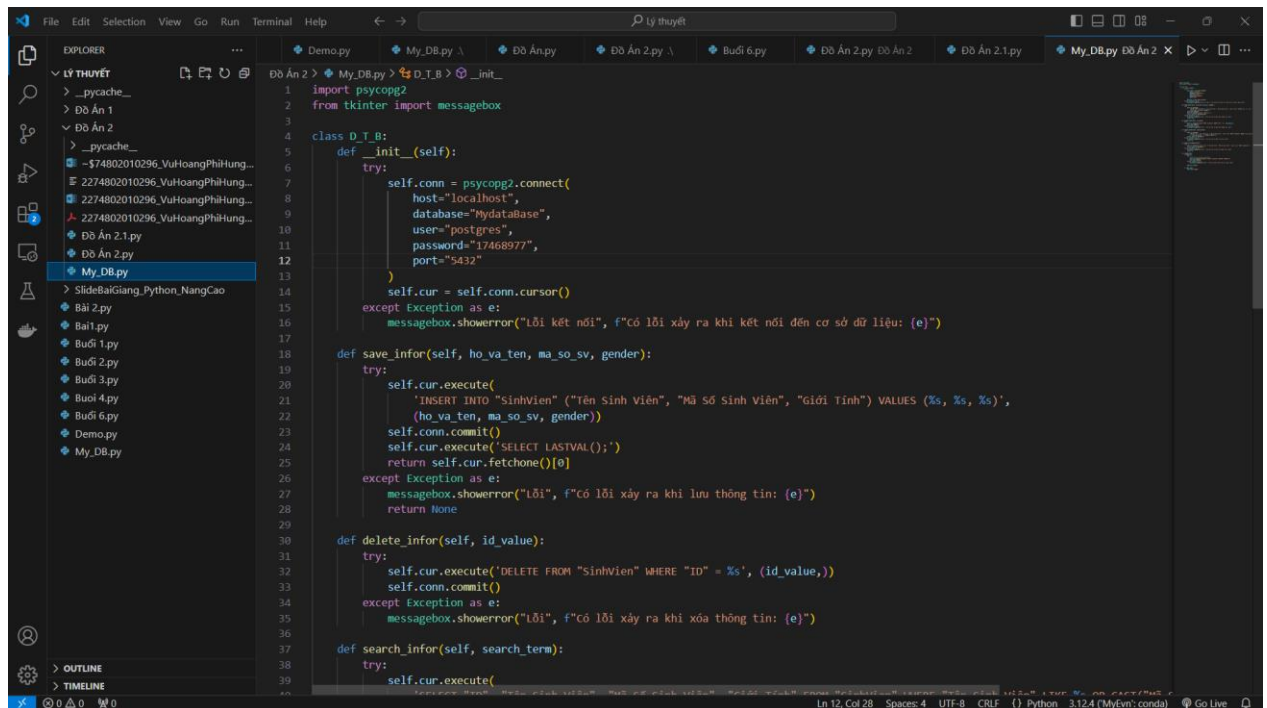 File Edit Selection View Go Run Terminal Help
Lý thuyết
EXPLORER
Demo.py My_DB.py .\ Đồ Án.py Đồ Án 2.py .\ Buổi 6.py Đồ Án 2.py Đồ Án 2 Đồ Án 2.1.py My_DB.py Đồ Án 2
LÝ THUYẾT
__pycache__
Đồ Án 1
Đồ Án 2
__pycache__
~$74802010296_VuHoangPhiHung...
2274802010296_VuHoangPhiHung...
2274802010296_VuHoangPhiHung...
2274802010296_VuHoangPhiHung...
Đồ Án 2.1.py
Đồ Án 2.py
My_DB.py
SlideBaiGiang_Python_NangCao
Bài 2.py
Bai1.py
Buổi 1.py
Buổi 2.py
Buổi 3.py
Buoi 4.py
Buổi 6.py
Demo.py
My_DB.py
OUTLINE
TIMELINE
2
Đồ Án 2 > My_DB.py > D_T_B > __init__
1 import psycopg2
2 from tkinter import messagebox
3
4 class D_T_B:
5 def __init__(self):
6 try:
7 self.conn = psycopg2.connect(
8 host="localhost",
9 database="MydataBase",
10 user="postgres",
11 password="17468977",
12 port="5432"
13 )
14 self.cur = self.conn.cursor()
15 except Exception as e:
16 messagebox.showerror("Lỗi kết nối", f"Có lỗi xảy ra khi kết nối đến cơ sở dữ liệu: {e}")
17
18 def save_infor(self, ho_va_ten, ma_so_sv, gender):
19 try:
20 self.cur.execute(
21 'INSERT INTO "SinhVien" ("Tên Sinh Viên", "Mã Số Sinh Viên", "Giới Tính") VALUES (%s, %s, %s)',
22 (ho_va_ten, ma_so_sv, gender))
23 self.conn.commit()
24 self.cur.execute('SELECT LASTVAL();')
25 return self.cur.fetchone()[0]
26 except Exception as e:
27 messagebox.showerror("Lỗi", f"Có lỗi xảy ra khi lưu thông tin: {e}")
28 return None
29
30 def delete_infor(self, id_value):
31 try:
32 self.cur.execute('DELETE FROM "SinhVien" WHERE "ID" = %s', (id_value,))
33 self.conn.commit()
34 except Exception as e:
35 messagebox.showerror("Lỗi", f"Có lỗi xảy ra khi xóa thông tin: {e}")
36
37 def search_infor(self, search_term):
38 try:
39 self.cur.execute(
0 0 0 Ln 12, Col 28 Spaces: 4 UTF-8 CRLF {} Python 3.12.4 ('MyEvn': conda) Go Live